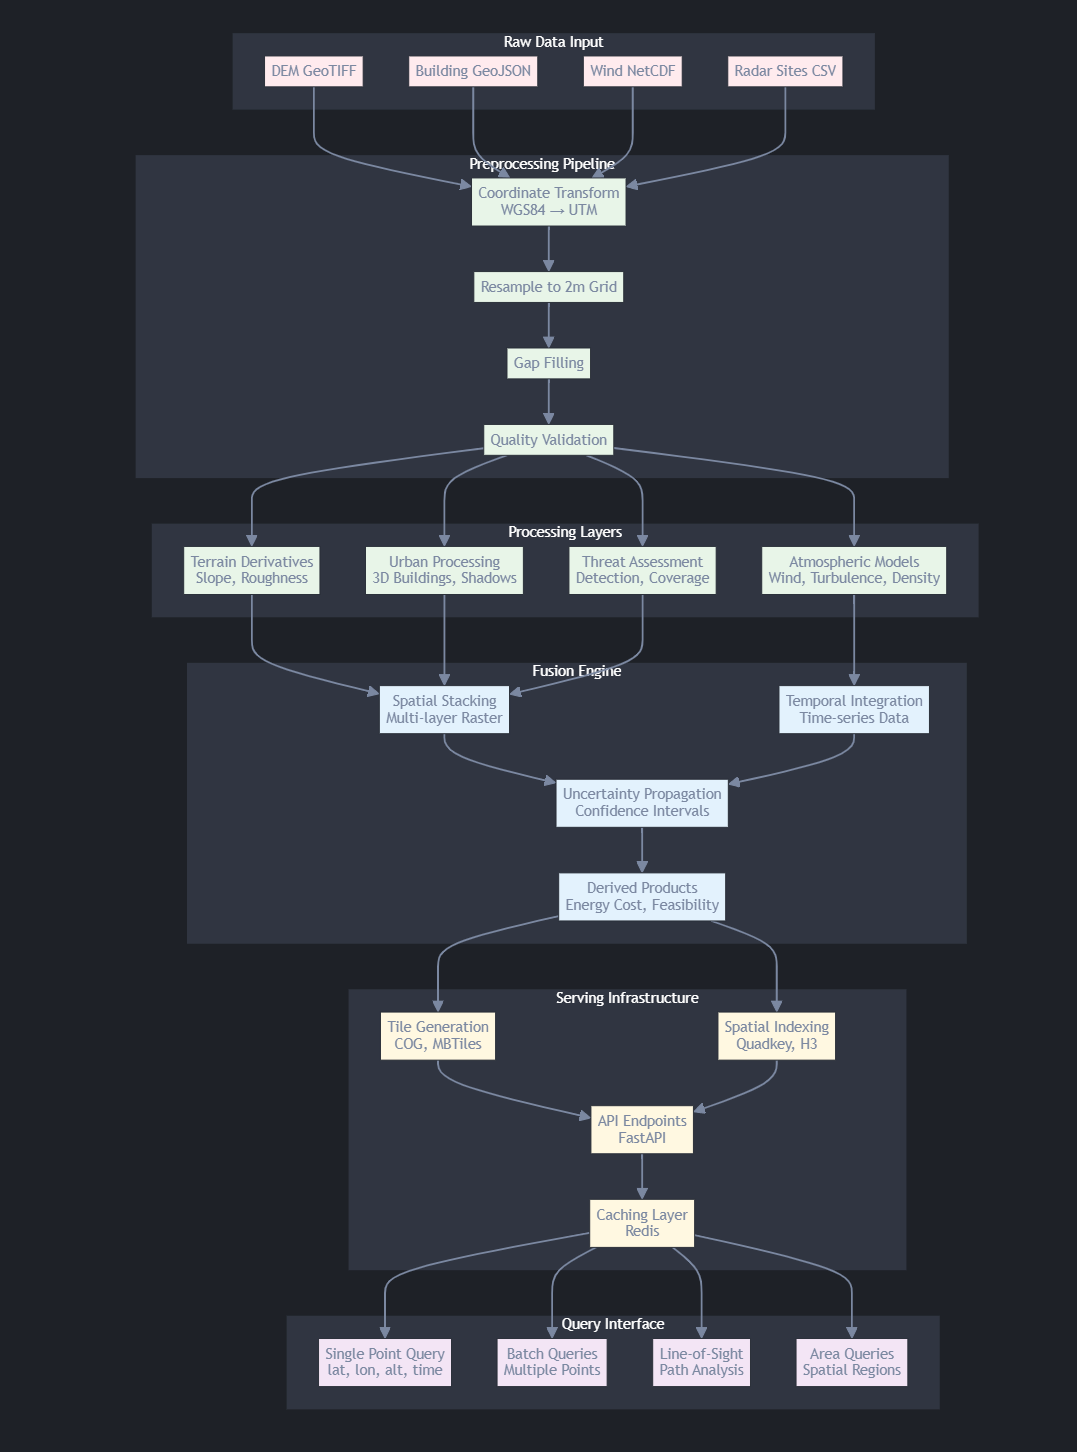 Raw Data Input
DEM GeoTIFF
Building GeoJSON
Wind NetCDF
Radar Sites CSV
Preprocessing Pipeline
Coordinate Transform
WGS84 → UTM
Resample to 2m Grid
Gap Filling
Quality Validation
Processing Layers
Terrain Derivatives
Slope, Roughness
Urban Processing
3D Buildings, Shadows
Threat Assessment
Detection, Coverage
Atmospheric Models
Wind, Turbulence, Density
Fusion Engine
Spatial Stacking
Multi-layer Raster
Temporal Integration
Time-series Data
Uncertainty Propagation
Confidence Intervals
Derived Products
Energy Cost, Feasibility
Serving Infrastructure
Tile Generation
COG, MBTiles
Spatial Indexing
Quadkey, H3
API Endpoints
FastAPI
Caching Layer
Redis
Query Interface
Single Point Query
lat, lon, alt, time
Batch Queries
Multiple Points
Line-of-Sight
Path Analysis
Area Queries
Spatial Regions